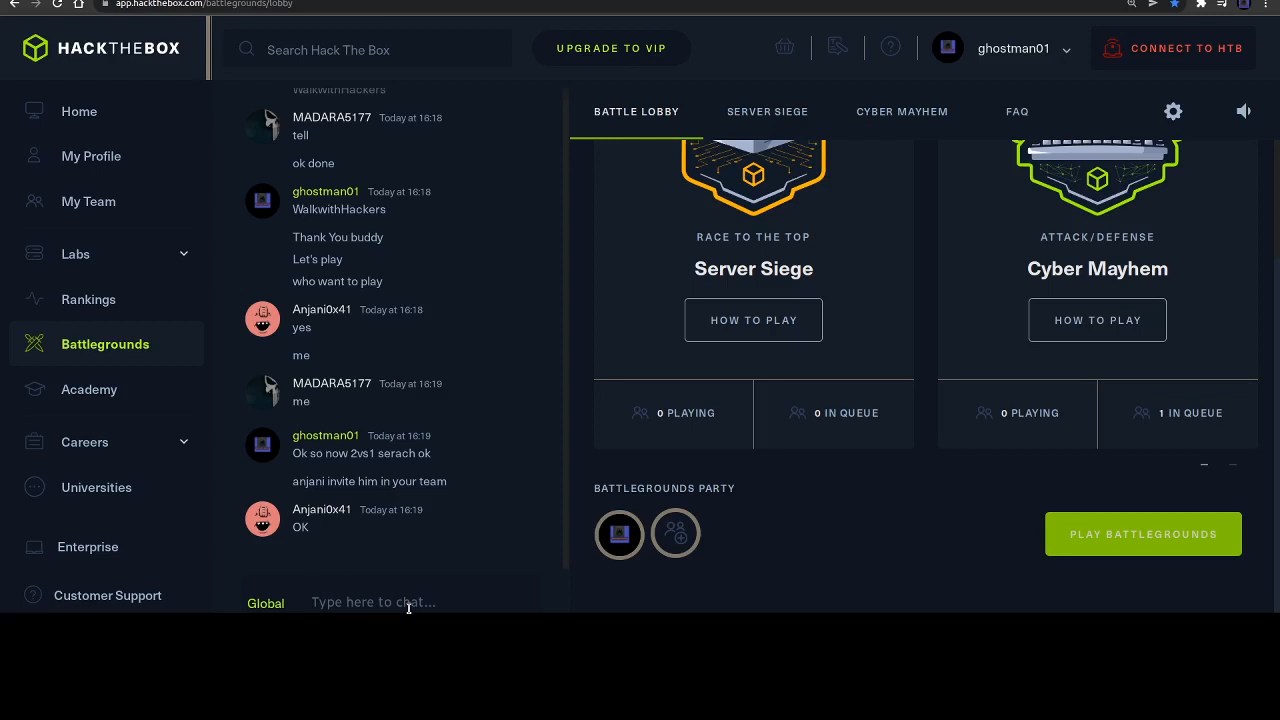 app.hackthebox.com/battlegrounds/lobby
HACKTHEBOX
Search Hack The Box
UPGRADE TO VIP
ghostman01
CONNECT TO HTB
Home
My Profile
My Team
Labs
Rankings
Battlegrounds
Academy
Careers
Universities
Enterprise
Customer Support
WalkwithHackers
MADARA5177 Today at 16:18
tell
ok done
ghostman01 Today at 16:18
WalkwithHackers
Thank You buddy
Let's play
who want to play
Anjani0x41 Today at 16:18
yes
me
MADARA5177 Today at 16:19
me
ghostman01 Today at 16:19
Ok so now 2vs1 serach ok
anjani invite him in your team
Anjani0x41 Today at 16:19
OK
Global
Type here to chat...
BATTLE LOBBY
SERVER SIEGE
CYBER MAYHEM
FAQ
RACE TO THE TOP
Server Siege
HOW TO PLAY
0 PLAYING
0 IN QUEUE
ATTACK/DEFENSE
Cyber Mayhem
HOW TO PLAY
0 PLAYING
1 IN QUEUE
BATTLEGROUNDS PARTY
PLAY BATTLEGROUNDS